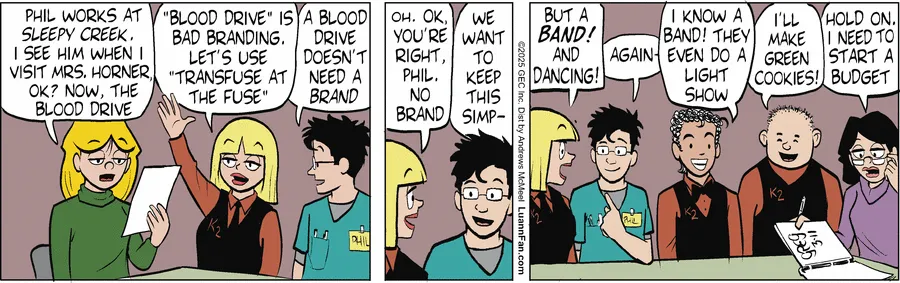 PHIL WORKS AT
SLEEPY CREEK.
I SEE HIM WHEN I
VISIT MRS. HORNER,
OK? NOW, THE
BLOOD DRIVE
"BLOOD DRIVE" IS
BAD BRANDING.
LET'S USE
"TRANSFUSE AT
THE FUSE"
A BLOOD
DRIVE
DOESN'T
NEED A
BRAND
K2
PHIL
OH. OK,
YOU'RE
RIGHT,
PHIL.
NO
BRAND
WE
WANT
TO
KEEP
THIS
SIMP-
©2025 GEC Inc. Dist by Andrews McMeel LuannFan.com
BUT A
BAND!
AND
DANCING!
AGAIN-
I KNOW A
BAND! THEY
EVEN DO A
LIGHT
SHOW
I'LL
MAKE
GREEN
COOKIES!
HOLD ON.
I NEED TO
START A
BUDGET
K2
PHIL
K2
K2
Greg
3-11